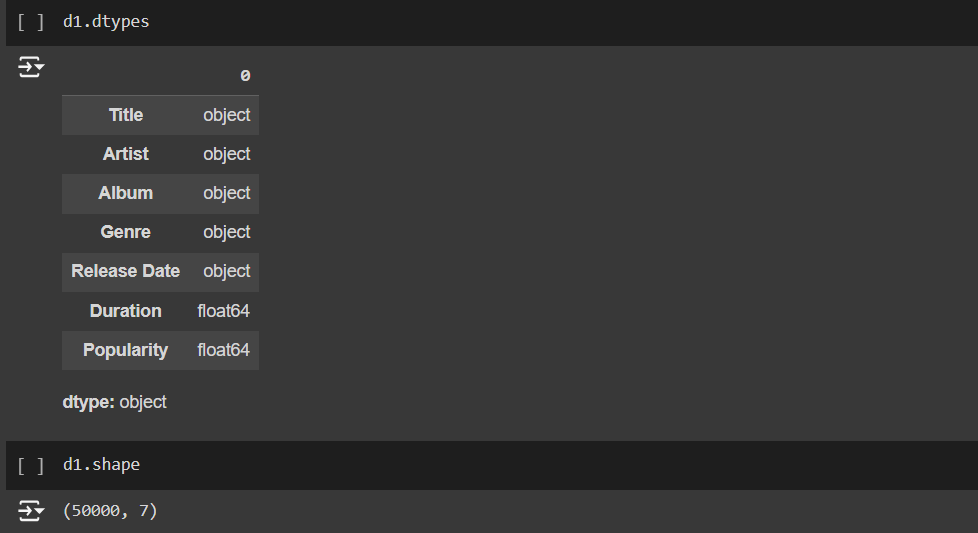 [ ] d1.dtypes
0
Title object
Artist object
Album object
Genre object
Release Date object
Duration float64
Popularity float64
dtype: object
[ ] d1.shape
(50000, 7)